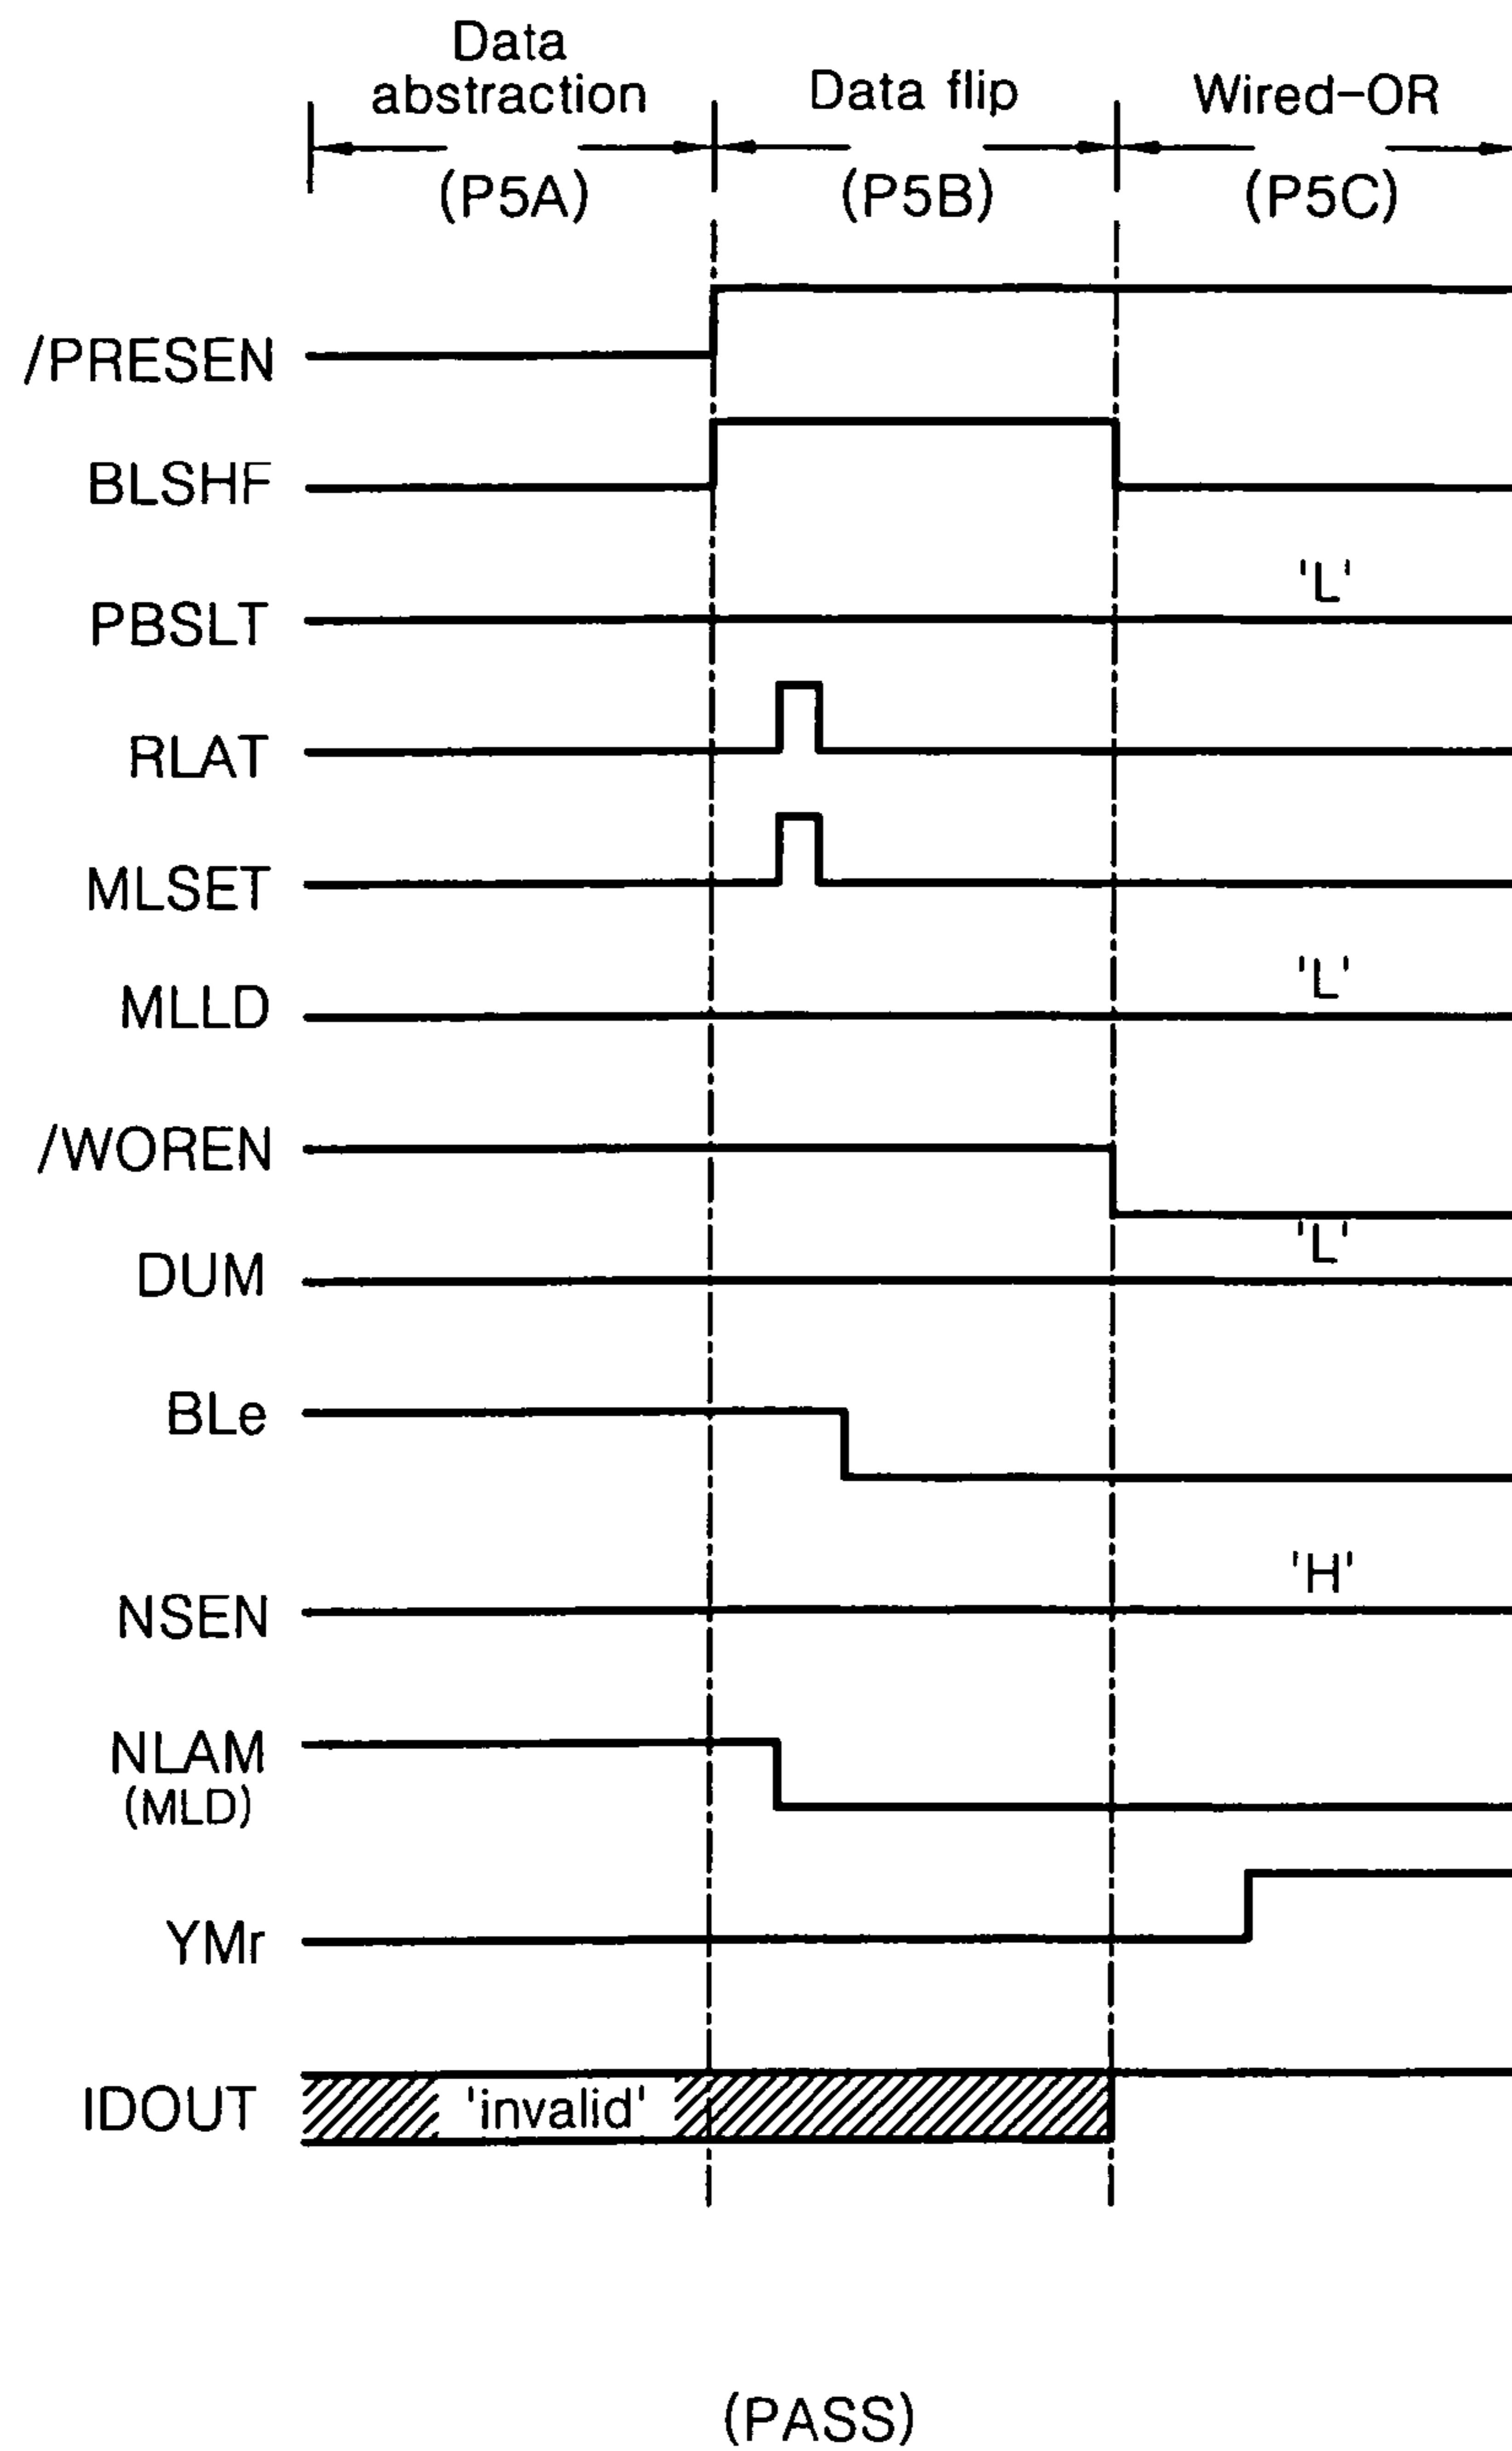 Data
abstraction
Data flip
Wired-OR
(P5A)
(P5B)
(P5C)
/PRESEN
BLSHF
'L'
PBSLT
RLAT
MLSET
'L'
MLLD
/WOREN
'L'
DUM
BLe
'H'
NSEN
NLAM
(MLD)
YMr
IDOUT
'invalid'
(PASS)